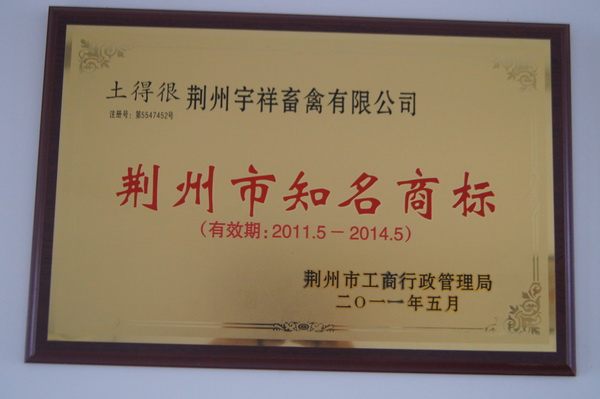 土得很 荆州宇祥畜禽有限公司
注册号：第5547452号
荆州市知名商标
（有效期：2011.5－2014.5）
荆州市工商行政管理局
二〇一一年五月